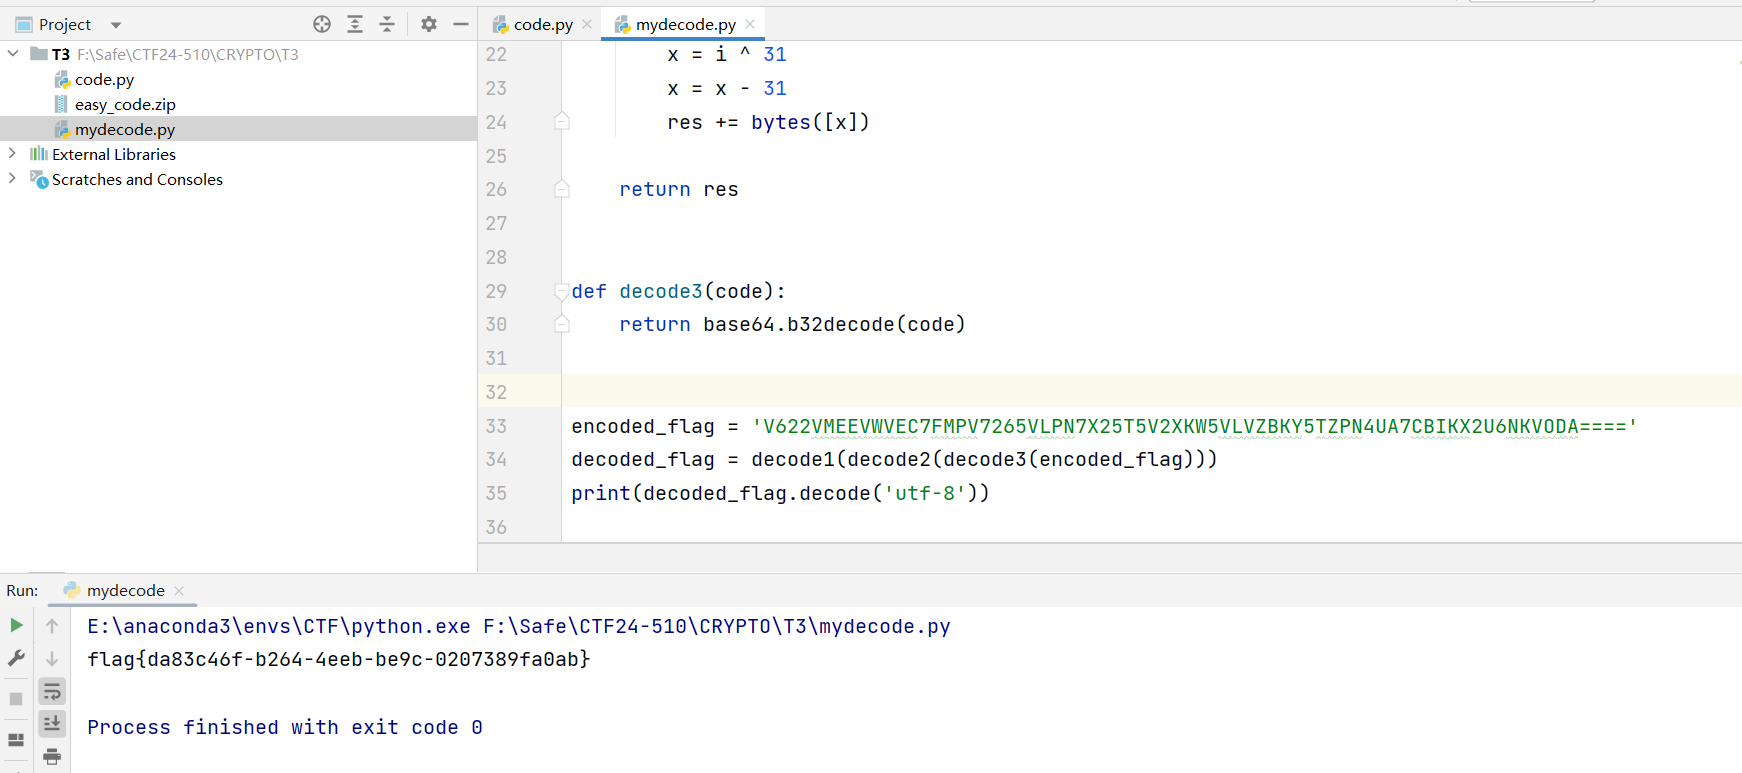 Project
T3 F:\Safe\CTF24-510\CRYPTO\T3
code.py
easy_code.zip
mydecode.py
External Libraries
Scratches and Consoles
code.py
mydecode.py
22 x = i ^ 31
23 x = x - 31
24 res += bytes([x])
25
26 return res
27
28
29 def decode3(code):
30 return base64.b32decode(code)
31
32
33 encoded_flag = 'V622VMEEVWVEC7FMPV7265VLPN7X25T5V2XKW5VLVZBKY5TZPN4UA7CBIKX2U6NKVODA===='
34 decoded_flag = decode1(decode2(decode3(encoded_flag)))
35 print(decoded_flag.decode('utf-8'))
36
Run: mydecode
E:\anaconda3\envs\CTF\python.exe F:\Safe\CTF24-510\CRYPTO\T3\mydecode.py
flag{da83c46f-b264-4eeb-be9c-0207389fa0ab}
Process finished with exit code 0